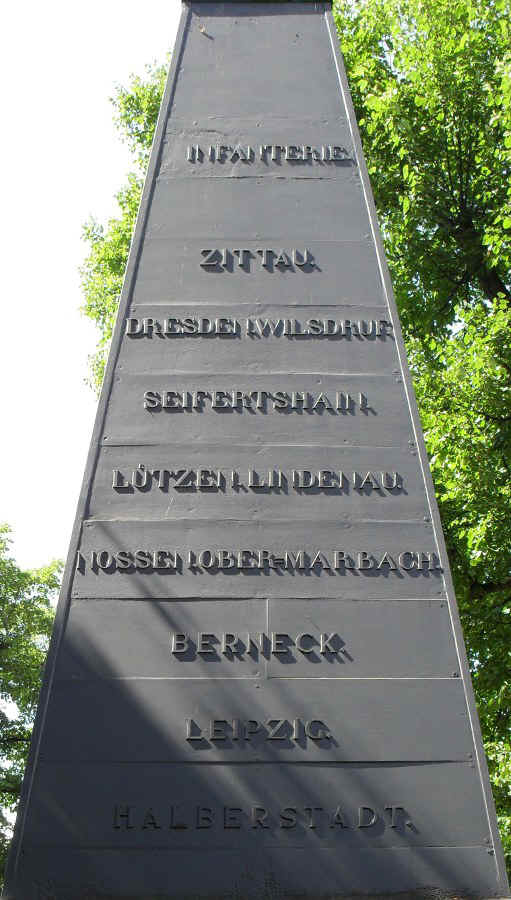 INFANTERIE.
ZITTAU.
DRESDEN. WILSDRUF.
SEIFERTSHAIN.
LÜTZEN. LINDENAU.
NOSSEN. OBER-MARBACH.
BERNECK.
LEIPZIG.
HALBERSTADT.